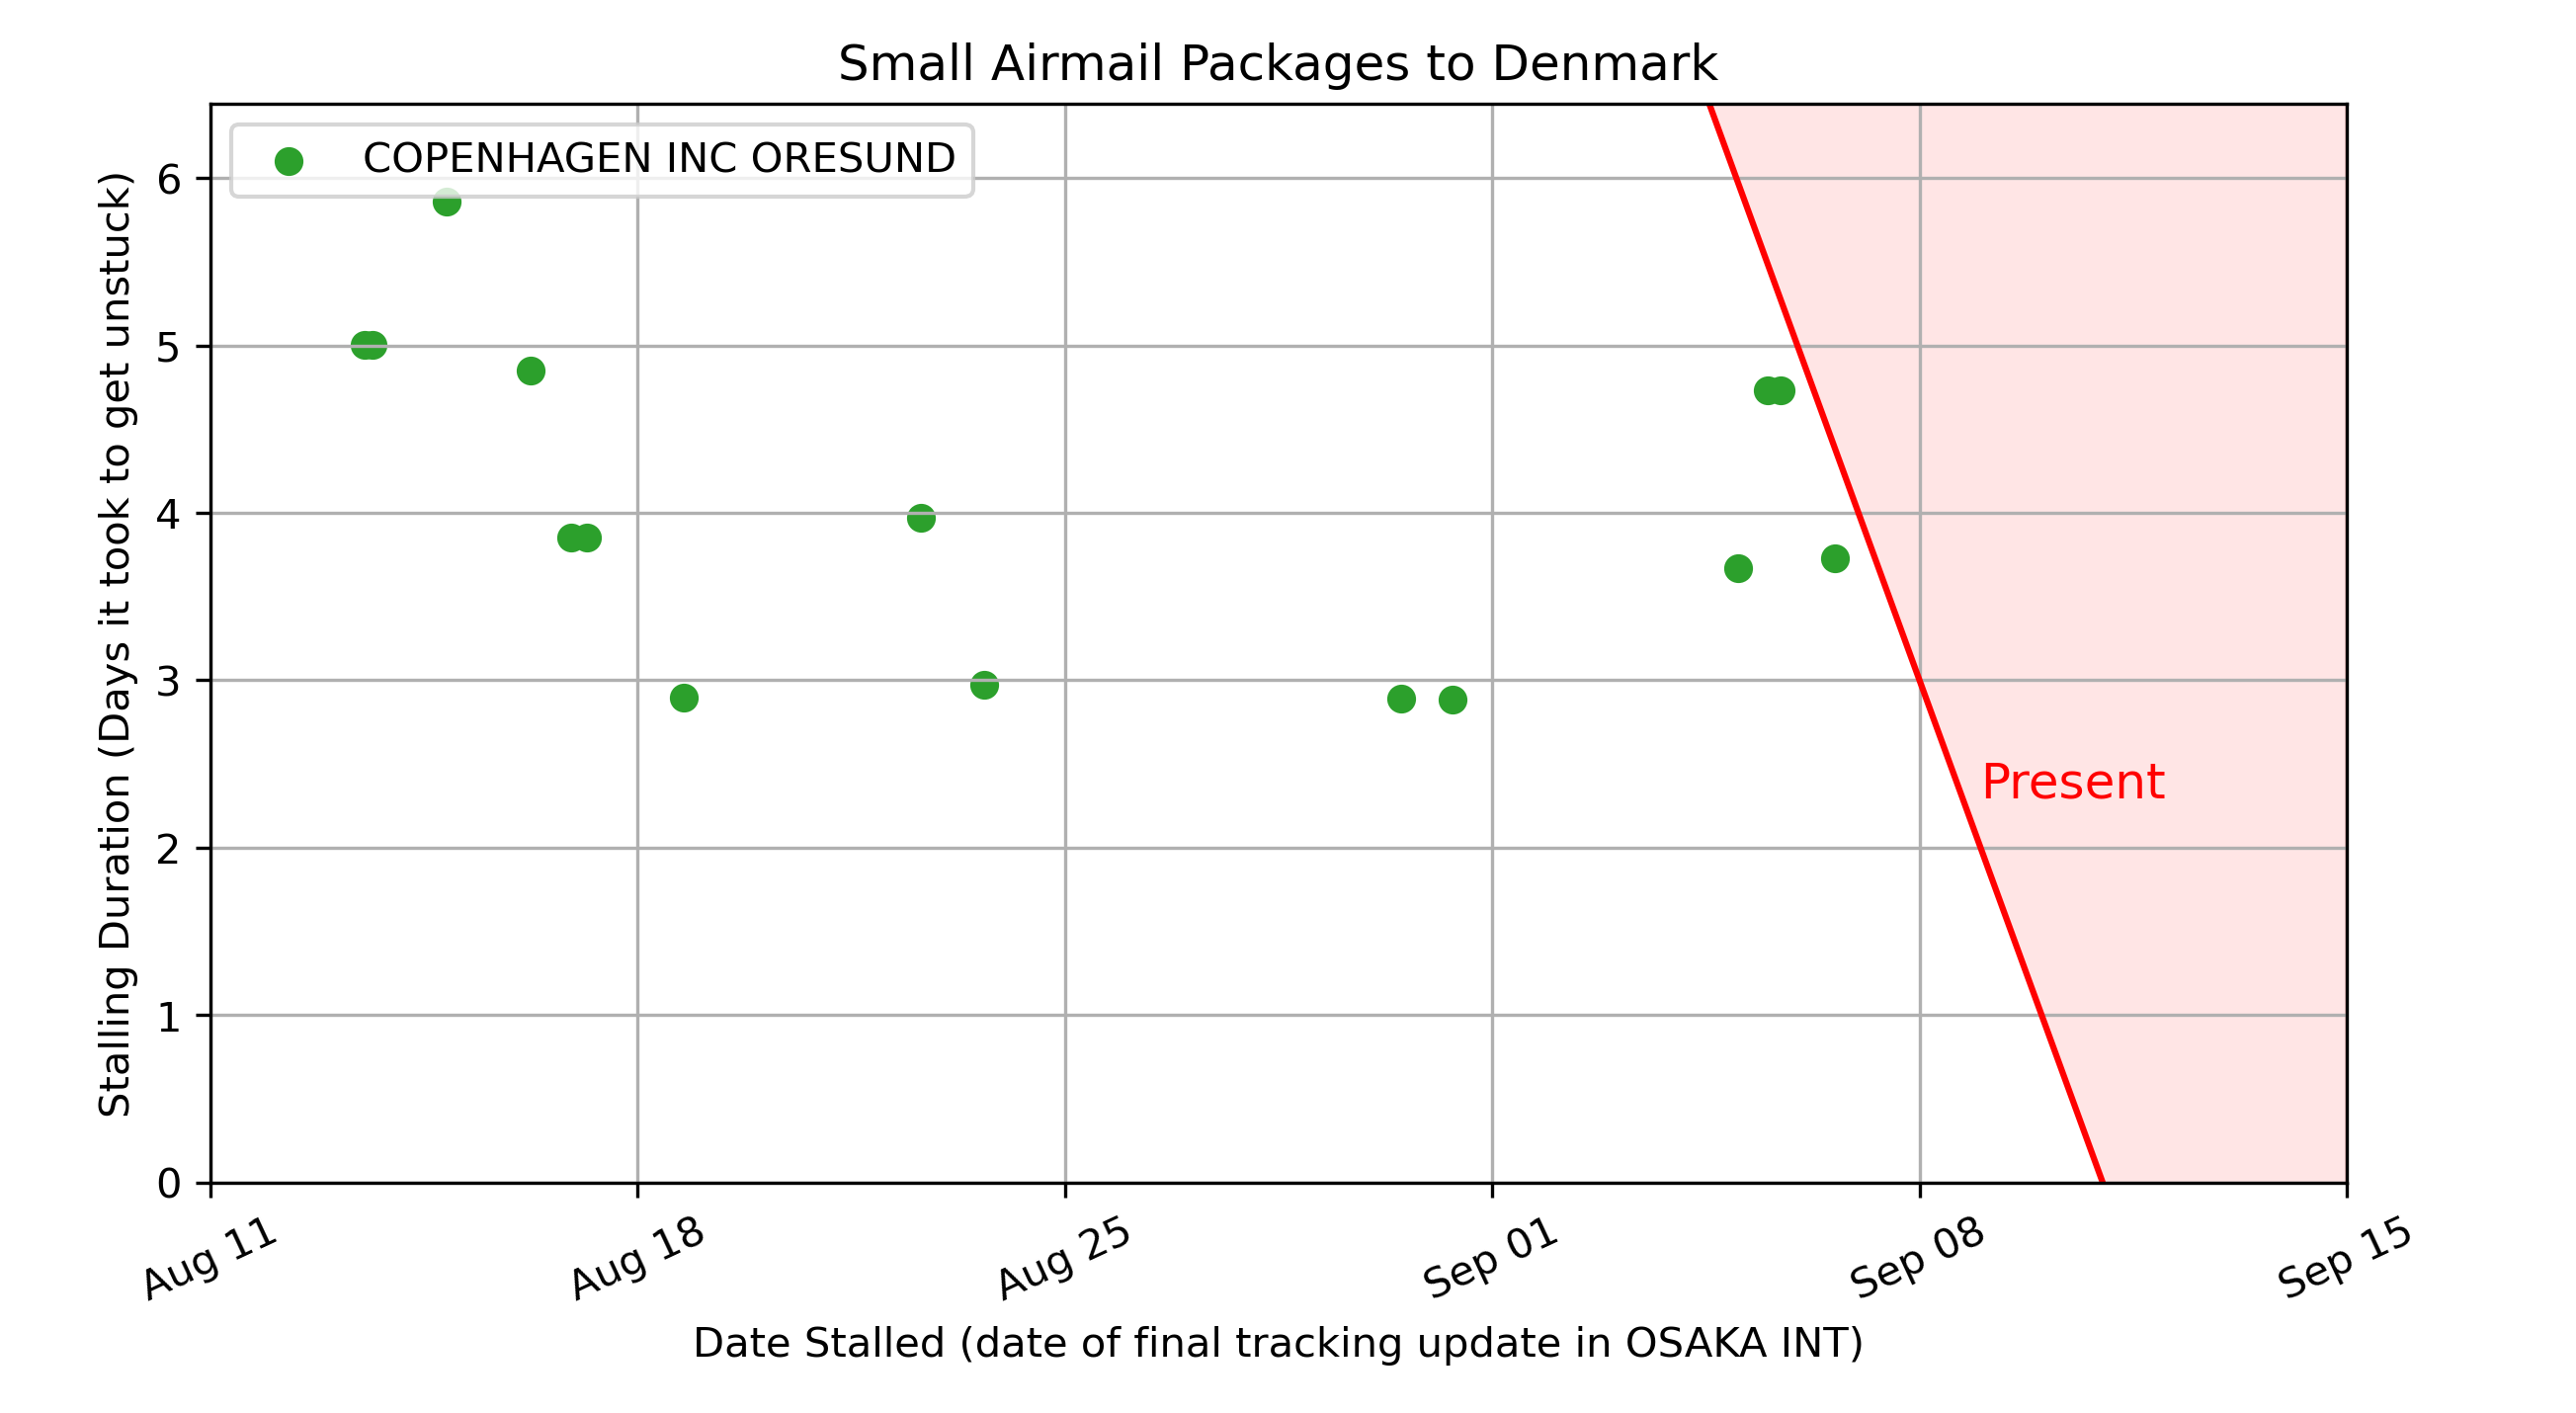 Small Airmail Packages to Denmark
COPENHAGEN INC ORESUND
Stalling Duration (Days it took to get unstuck)
6
5
4
3
2
1
0
Present
Aug 11
Aug 18
Aug 25
Sep 01
Sep 08
Sep 15
Date Stalled (date of final tracking update in OSAKA INT)